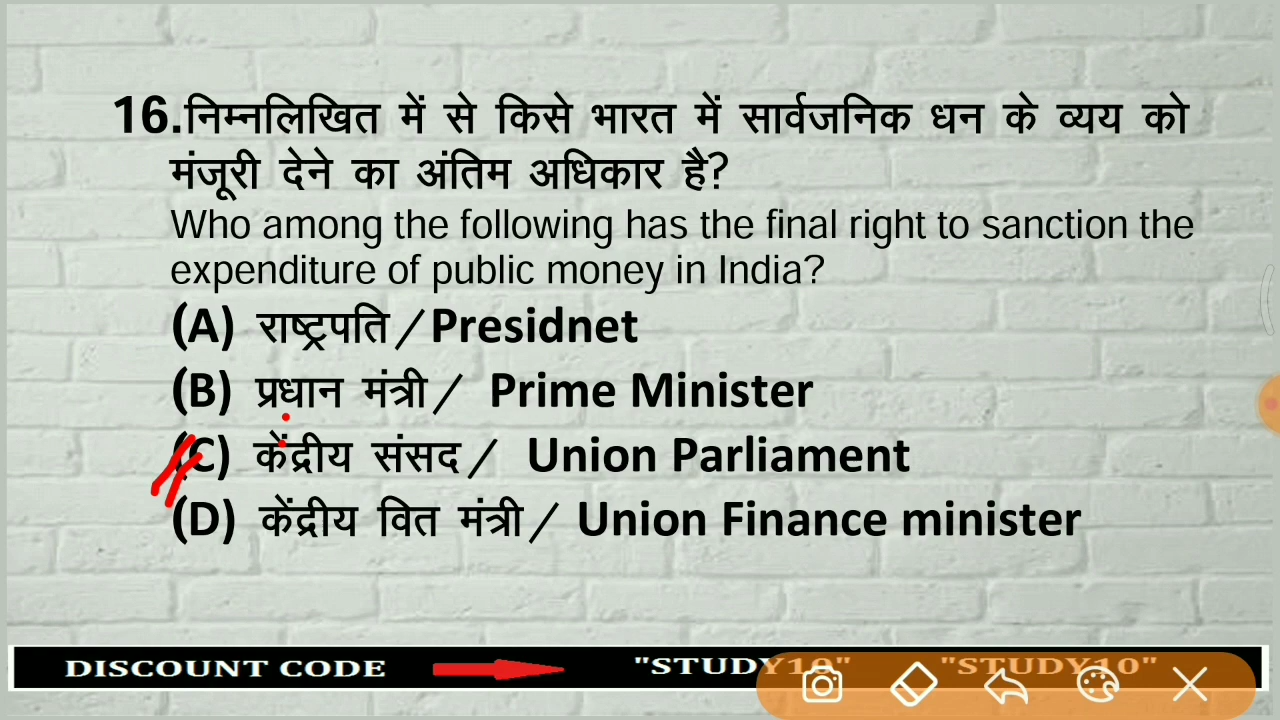 16.निम्नलिखित में से किसे भारत में सार्वजनिक धन के व्यय को
मंजूरी देने का अंतिम अधिकार है?
Who among the following has the final right to sanction the
expenditure of public money in India?
(A) राष्ट्रपति/Presidnet
(B) प्रधान मंत्री/ Prime Minister
(C) केंद्रीय संसद/ Union Parliament
(D) केंद्रीय वित मंत्री/ Union Finance minister
DISCOUNT CODE "STUDY10" "STUDY10"